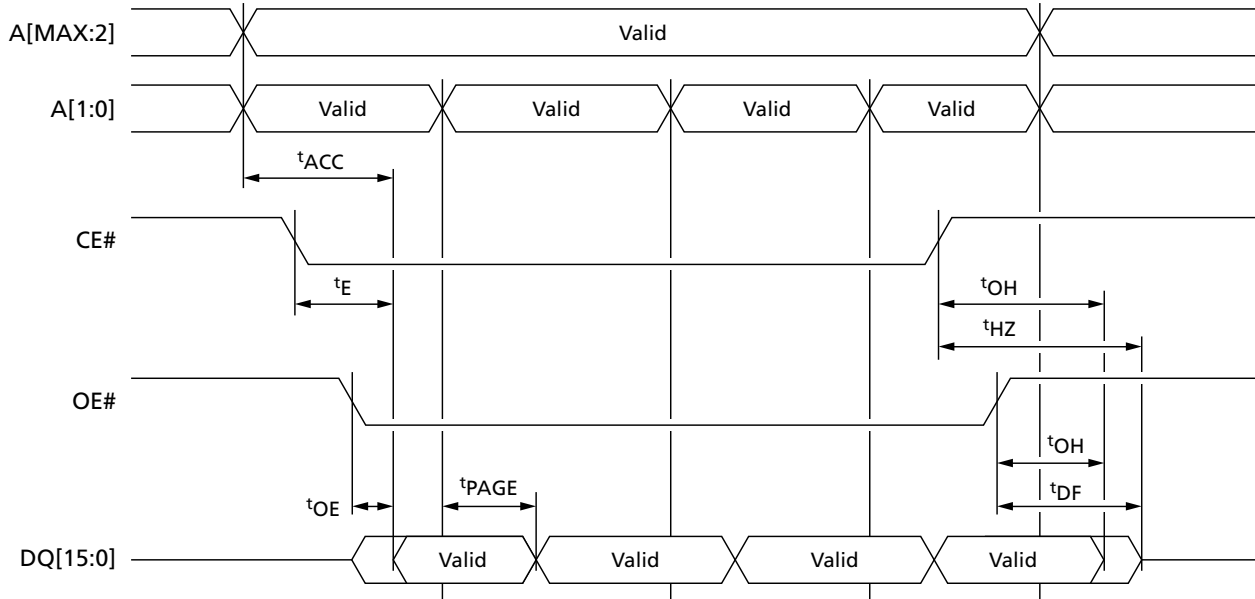 A[MAX:2] Valid
A[1:0] Valid Valid Valid Valid
tACC
CE#
tE tOH
tHZ
OE#
tOH
tOE tPAGE tDF
DQ[15:0] Valid Valid Valid Valid